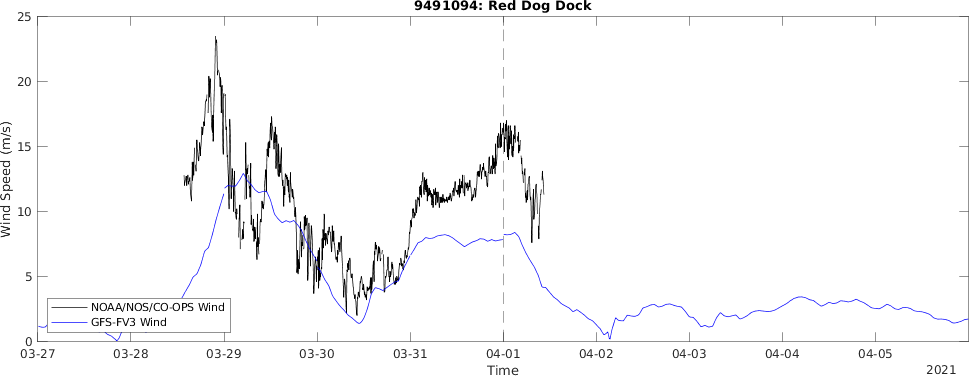 9491094: Red Dog Dock
25
20
15
10
5
0
Wind Speed (m/s)
NOAA/NOS/CO-OPS Wind
GFS-FV3 Wind
03-27 03-28 03-29 03-30 03-31 04-01 04-02 04-03 04-04 04-05
Time
2021